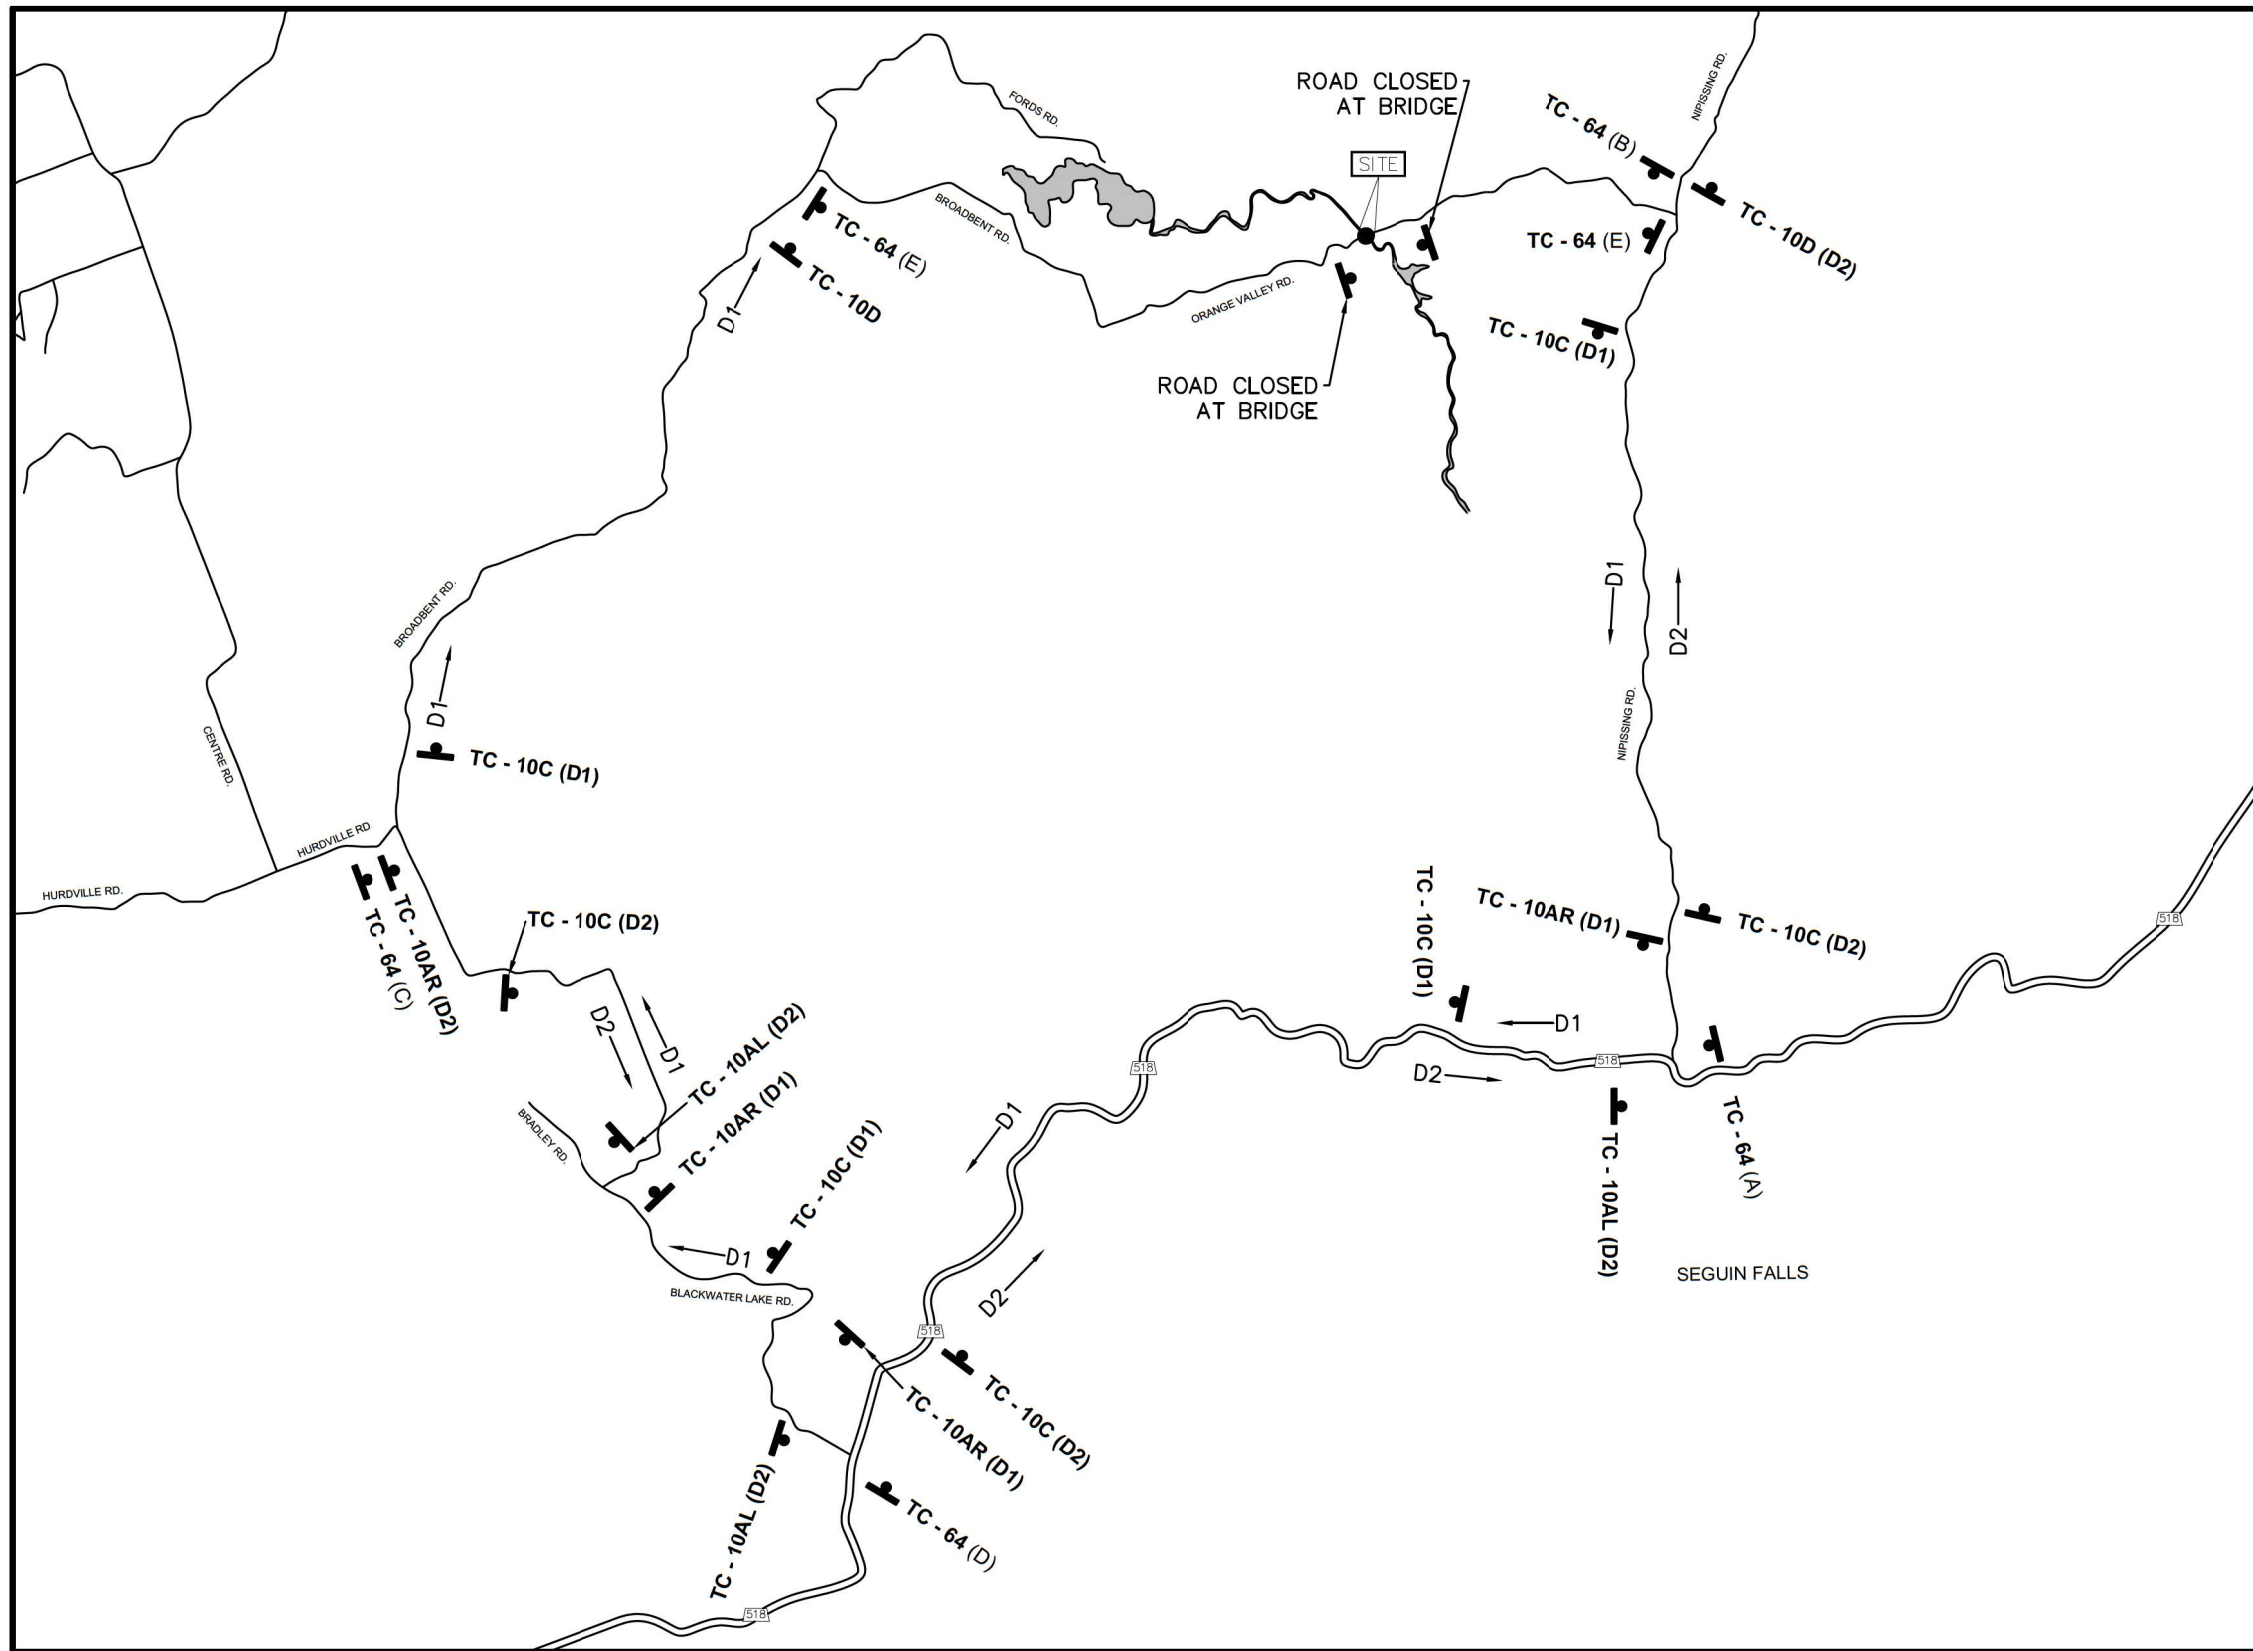 ROAD CLOSED
AT BRIDGE
NIPISSING RD.
FORDS RD.
TC - 64 (B)
SITE
BROADBENT RD.
TC - 64 (E)
TC - 64 (E)
TC - 10D (D2)
TC - 10D
D1
ORANGE VALLEY RD.
TC - 10C (D1)
ROAD CLOSED
AT BRIDGE
BROADBENT RD.
D1
D2
D1
NIPISSING RD.
CENTRE RD.
TC - 10C (D1)
HURDVILLE RD
HURDVILLE RD.
TC - 10AR (D2)
TC - 64 (C)
TC - 10C (D2)
TC - 10C (D1)
TC - 10AR (D1)
TC - 10C (D2)
518
D2
D1
D1
D2
518
518
TC - 10AL (D2)
TC - 10AR (D1)
BRADLEY RD.
D1
TC - 10C (D1)
TC - 64 (A)
TC - 10AL (D2)
D1
BLACKWATER LAKE RD.
D2
SEGUIN FALLS
518
TC - 10C (D2)
TC - 10AR (D1)
TC - 10AL (D2)
TC - 64 (D)
518